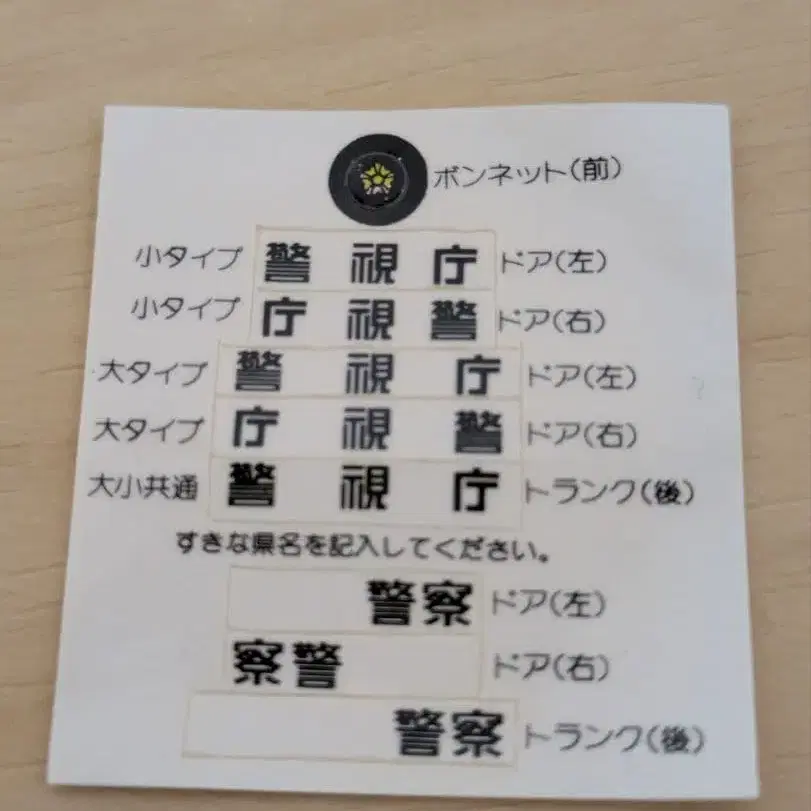 ボンネット(前)
小タイプ 警視庁 ドア(左)
小タイプ 庁視警 ドア(右)
大タイプ 警視庁 ドア(左)
大タイプ 庁視警 ドア(右)
大小共通 警視庁 トランク(後)
すきな県名を記入してください。
警察 ドア(左)
察警 ドア(右)
警察 トランク(後)